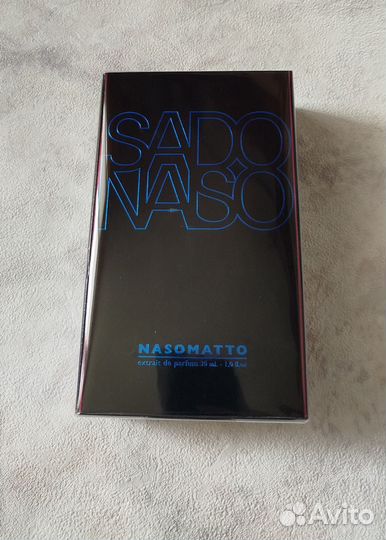 SADO
NASO
NASOMATTO
extrait de parfum 30 mL - 1,0 fl.oz
Avito